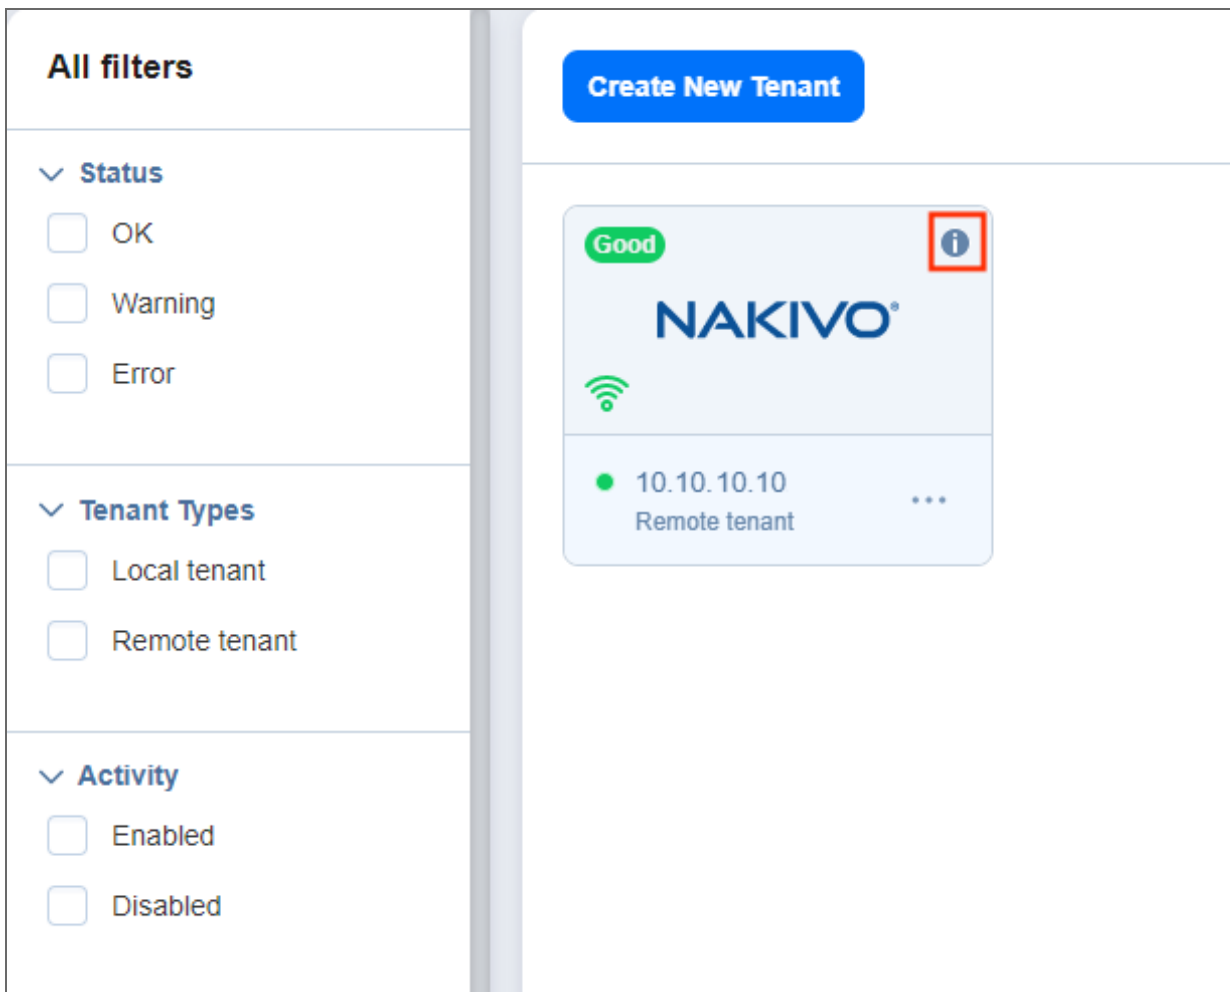 All filters
Status
OK
Warning
Error
Tenant Types
Local tenant
Remote tenant
Activity
Enabled
Disabled
Create New Tenant
Good
NAKIVO®
10.10.10.10
Remote tenant